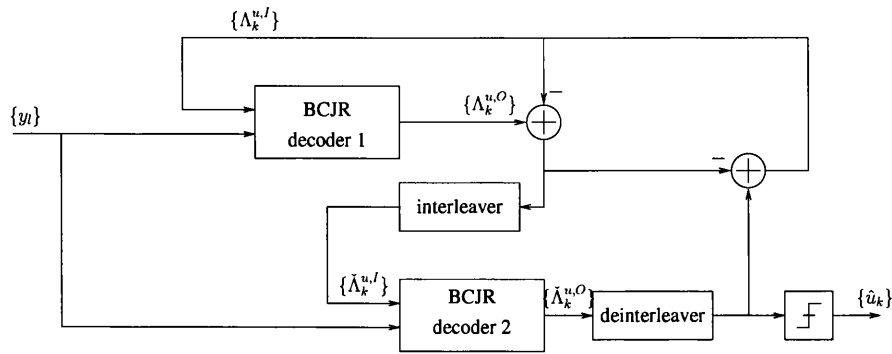 {Λ_k^{u,I}}
{y_l}
BCJR
decoder 1
{Λ_k^{u,O}}
−
+
−
+
interleaver
{Λ̌_k^{u,I}}
BCJR
decoder 2
{Λ̌_k^{u,O}}
deinterleaver
{û_k}